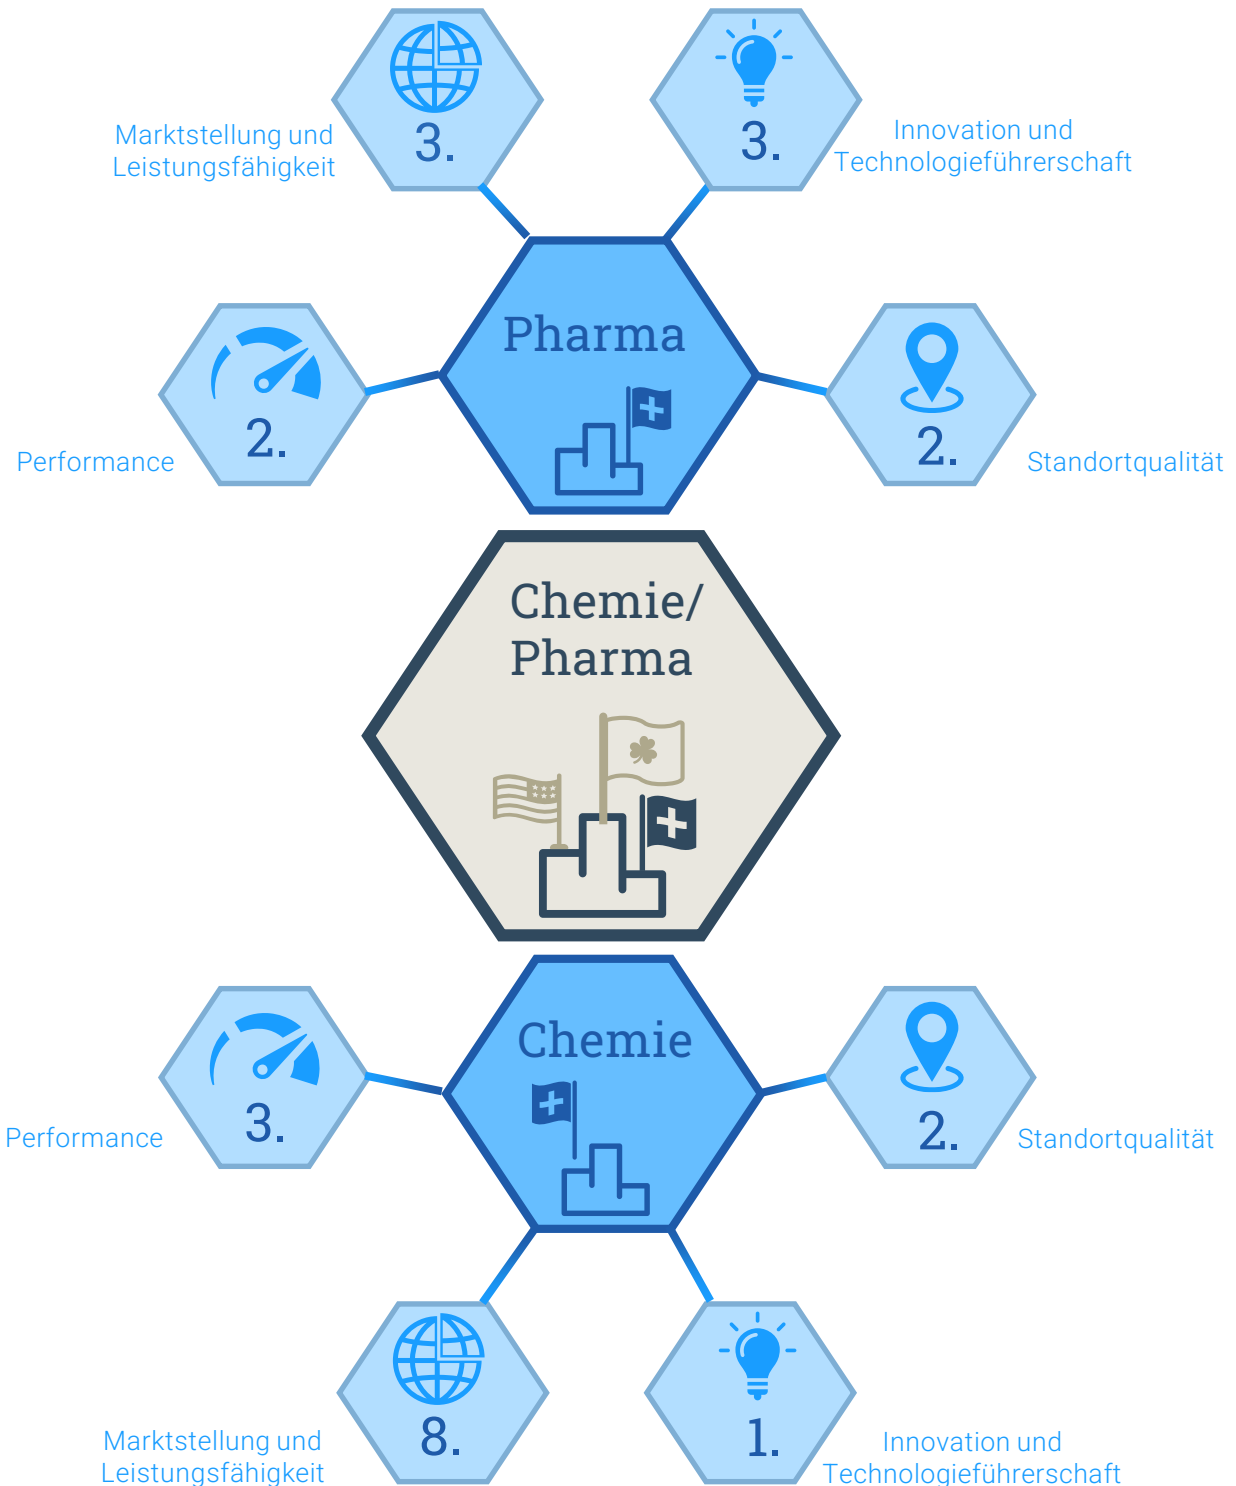 3.
3.
Marktstellung und
Leistungsfähigkeit
Innovation und
Technologieführerschaft
Pharma
2.
2.
Performance
Standortqualität
Chemie/
Pharma
Chemie
3.
2.
Performance
Standortqualität
8.
1.
Marktstellung und
Leistungsfähigkeit
Innovation und
Technologieführerschaft